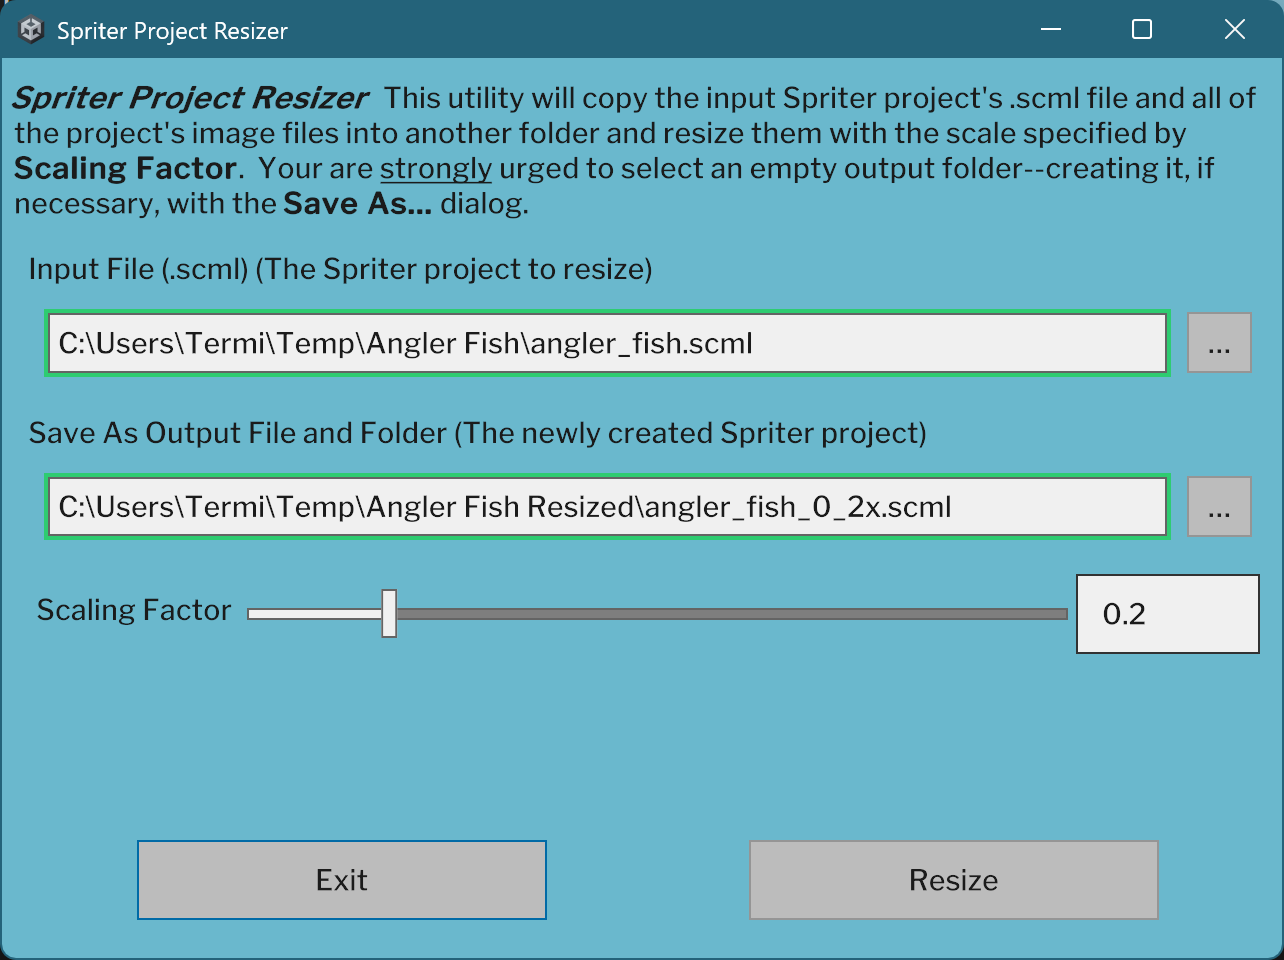 Spriter Project Resizer
Spriter Project Resizer This utility will copy the input Spriter project's .scml file and all of
the project's image files into another folder and resize them with the scale specified by
Scaling Factor. Your are strongly urged to select an empty output folder--creating it, if
necessary, with the Save As... dialog.
Input File (.scml) (The Spriter project to resize)
C:\Users\Termi\Temp\Angler Fish\angler_fish.scml
...
Save As Output File and Folder (The newly created Spriter project)
C:\Users\Termi\Temp\Angler Fish Resized\angler_fish_0_2x.scml
...
Scaling Factor
0.2
Exit
Resize